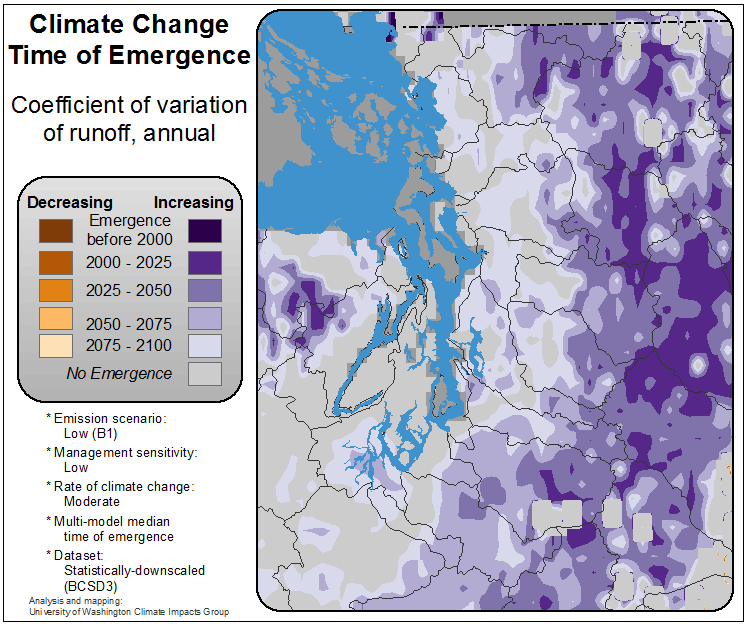 Climate Change
Time of Emergence
Coefficient of variation
of runoff, annual
Decreasing Increasing
Emergence
before 2000
2000 - 2025
2025 - 2050
2050 - 2075
2075 - 2100
No Emergence
* Emission scenario:
Low (B1)
* Management sensitivity:
Low
* Rate of climate change:
Moderate
* Multi-model median
time of emergence
* Dataset:
Statistically-downscaled
(BCSD3)
Analysis and mapping:
University of Washington Climate Impacts Group